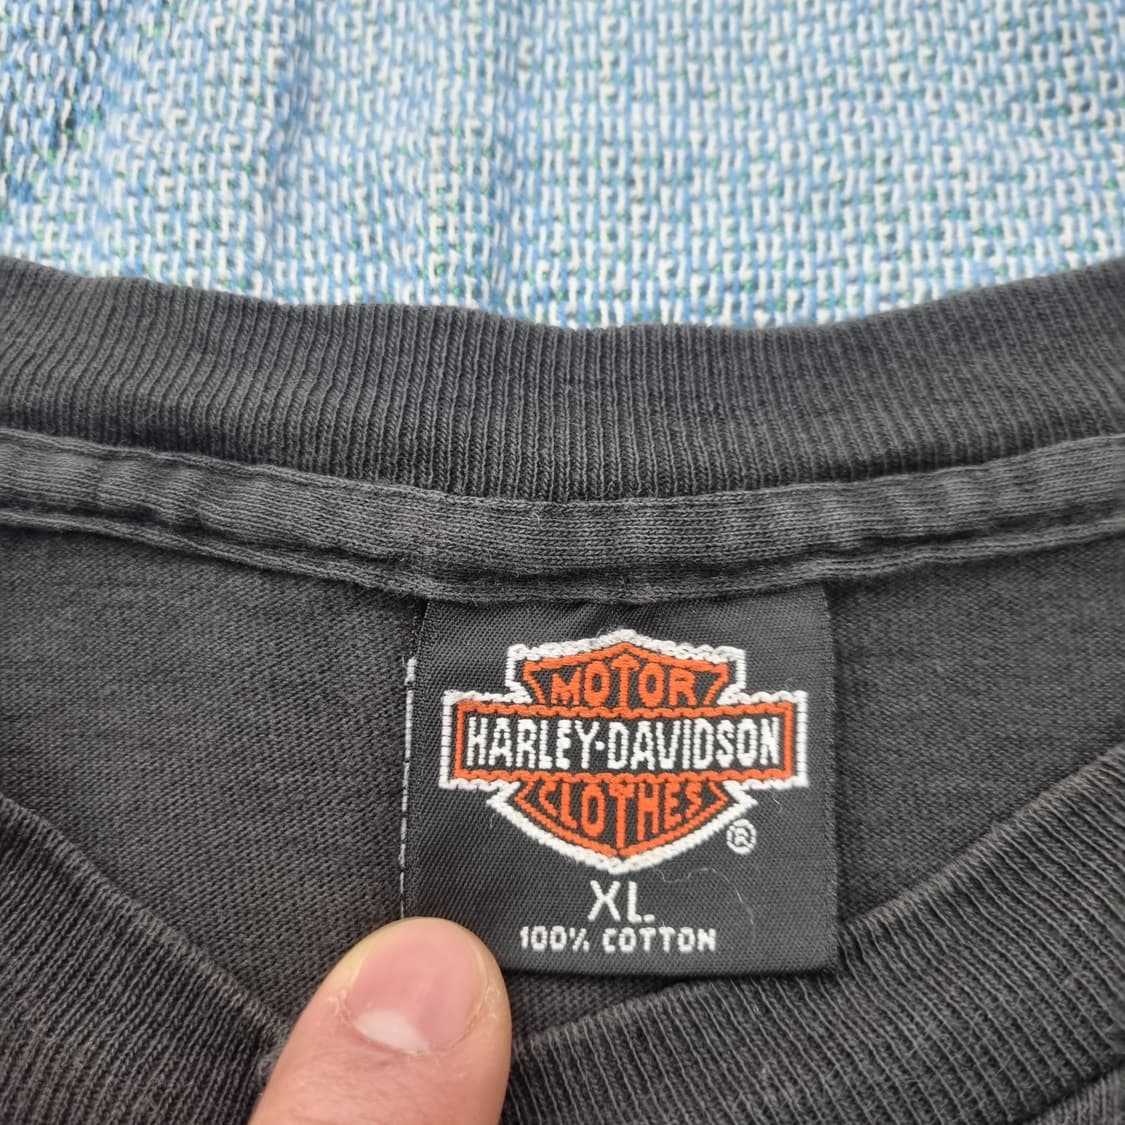 MOTOR
HARLEY-DAVIDSON
CLOTHES
®
XL
100% COTTON